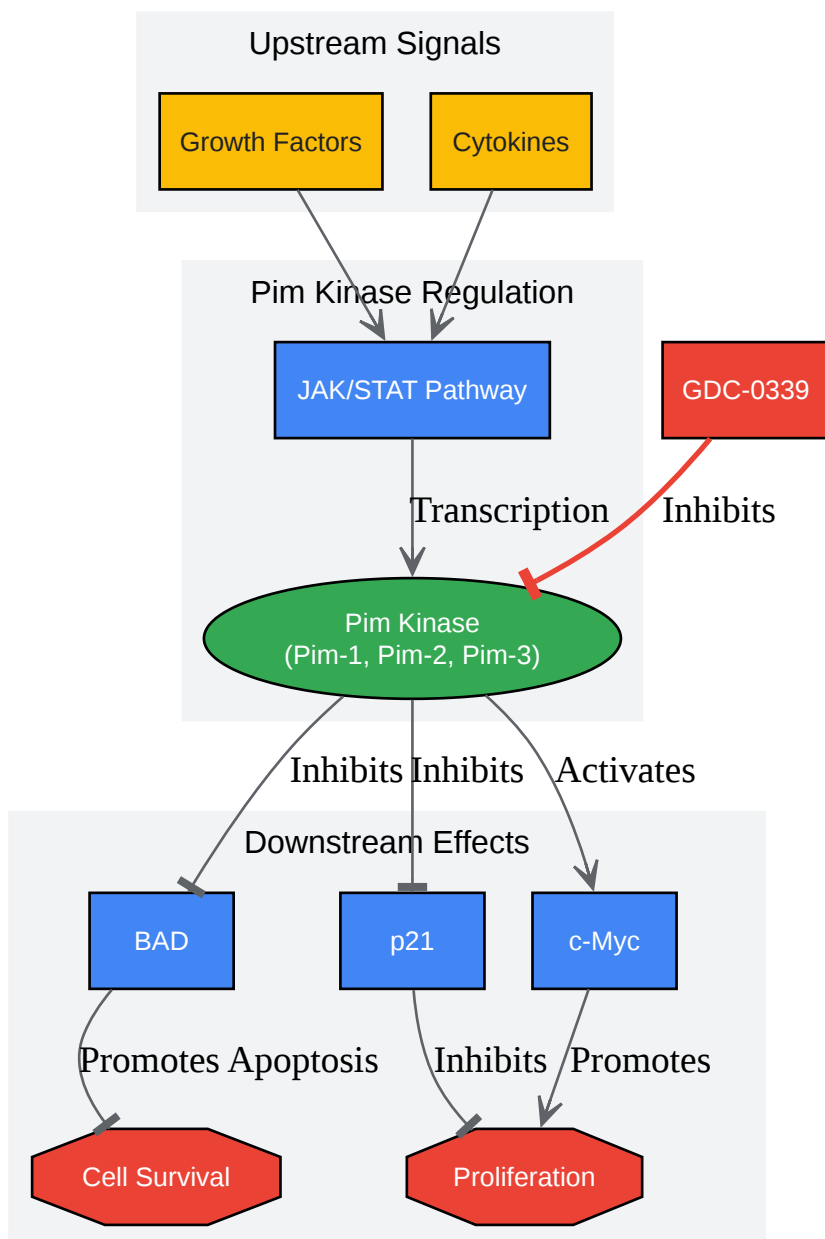 Upstream Signals
Growth Factors
Cytokines
Pim Kinase Regulation
JAK/STAT Pathway
GDC-0339
Transcription
Inhibits
Pim Kinase
(Pim-1, Pim-2, Pim-3)
Inhibits
Inhibits
Activates
Downstream Effects
BAD
p21
c-Myc
Promotes Apoptosis
Inhibits
Promotes
Cell Survival
Proliferation